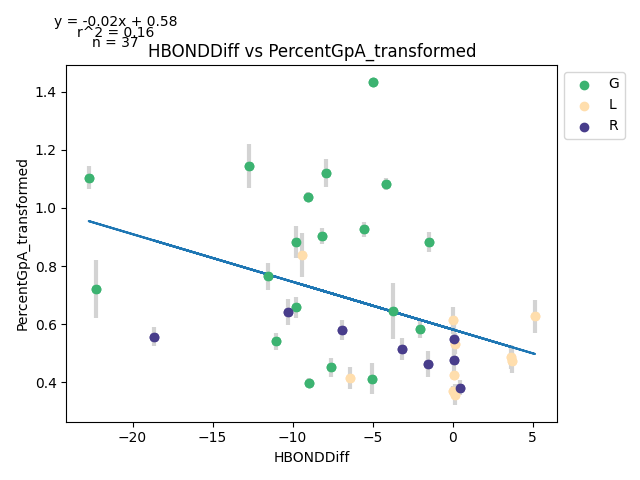 y = -0.02x + 0.58
r^2 = 0.16
n = 37
HBONDDiff vs PercentGpA_transformed
G
L
R
1.4
1.2
1.0
0.8
0.6
0.4
PercentGpA_transformed
−20
−15
−10
−5
0
5
HBONDDiff